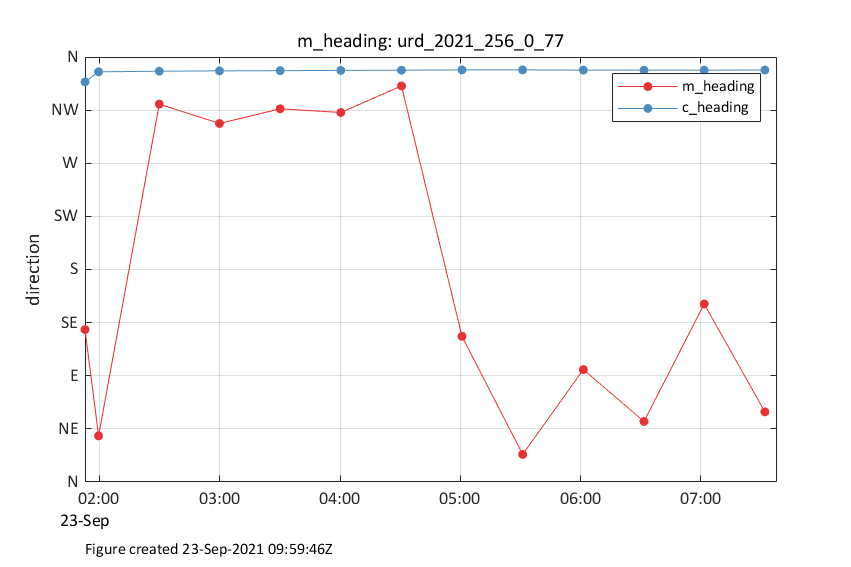 m_heading: urd_2021_256_0_77
N
NW
W
SW
S
SE
E
NE
N
direction
m_heading
c_heading
02:00 03:00 04:00 05:00 06:00 07:00
23-Sep
Figure created 23-Sep-2021 09:59:46Z